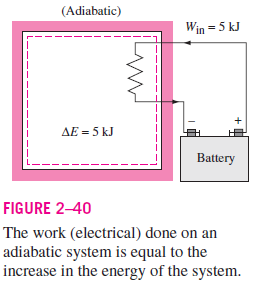 (Adiabatic)
Win = 5 kJ
ΔE = 5 kJ
– +
Battery
FIGURE 2–40
The work (electrical) done on an
adiabatic system is equal to the
increase in the energy of the system.